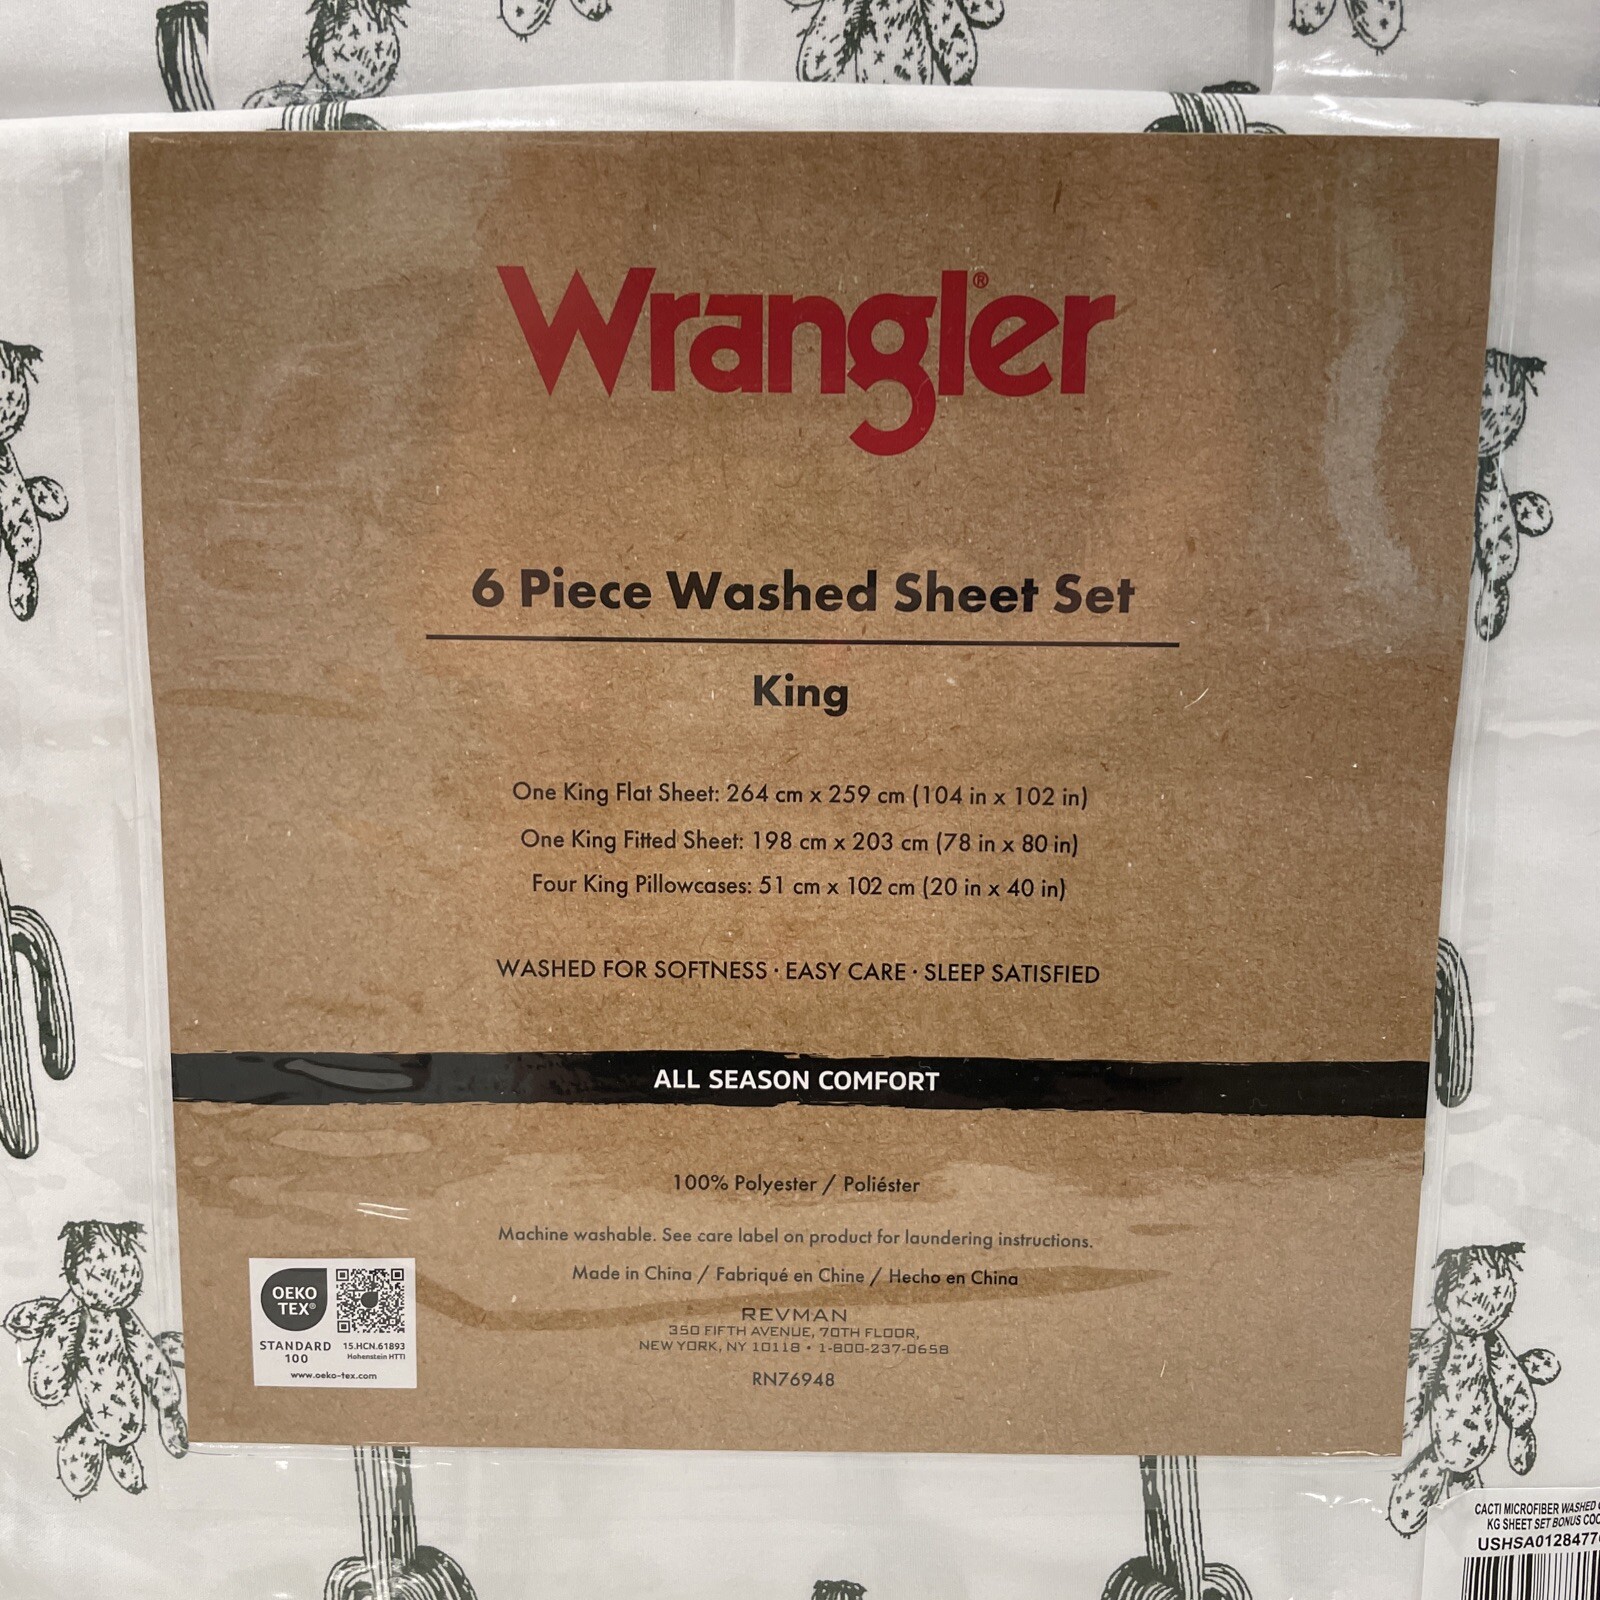 Wrangler®
6 Piece Washed Sheet Set
King
One King Flat Sheet: 264 cm x 259 cm (104 in x 102 in)
One King Fitted Sheet: 198 cm x 203 cm (78 in x 80 in)
Four King Pillowcases: 51 cm x 102 cm (20 in x 40 in)
WASHED FOR SOFTNESS · EASY CARE · SLEEP SATISFIED
ALL SEASON COMFORT
100% Polyester / Poliéster
Machine washable. See care label on product for laundering instructions.
Made in China / Fabriqué en Chine / Hecho en China
REVMAN
350 FIFTH AVENUE, 70TH FLOOR,
NEW YORK, NY 10118 • 1-800-237-0658
RN76948
OEKO
TEX®
STANDARD
100
15.HCN.61893
Hohenstein HTTI
www.oeko-tex.com
CACTI MICROFIBER WASHED
KG SHEET SET BONUS
USHSA0128477